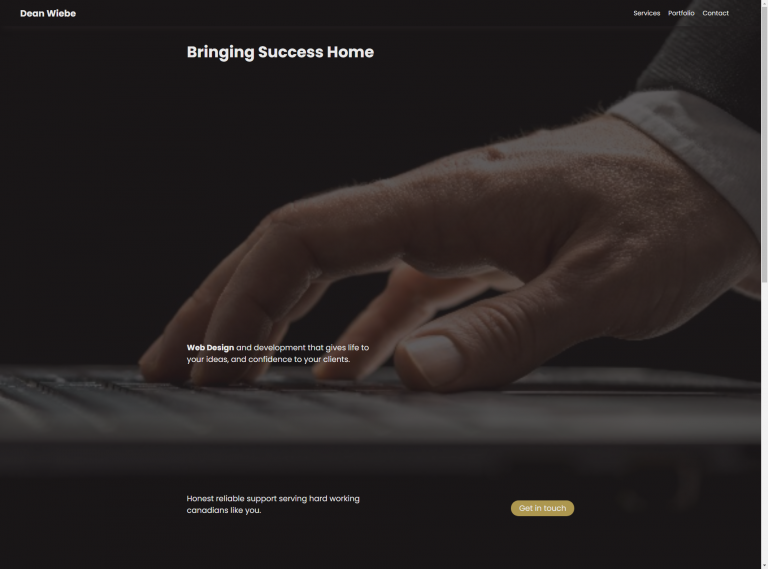 Dean Wiebe
Services Portfolio Contact
Bringing Success Home
Web Design and development that gives life to
your ideas, and confidence to your clients.
Honest reliable support serving hard working
canadians like you.
Get in touch